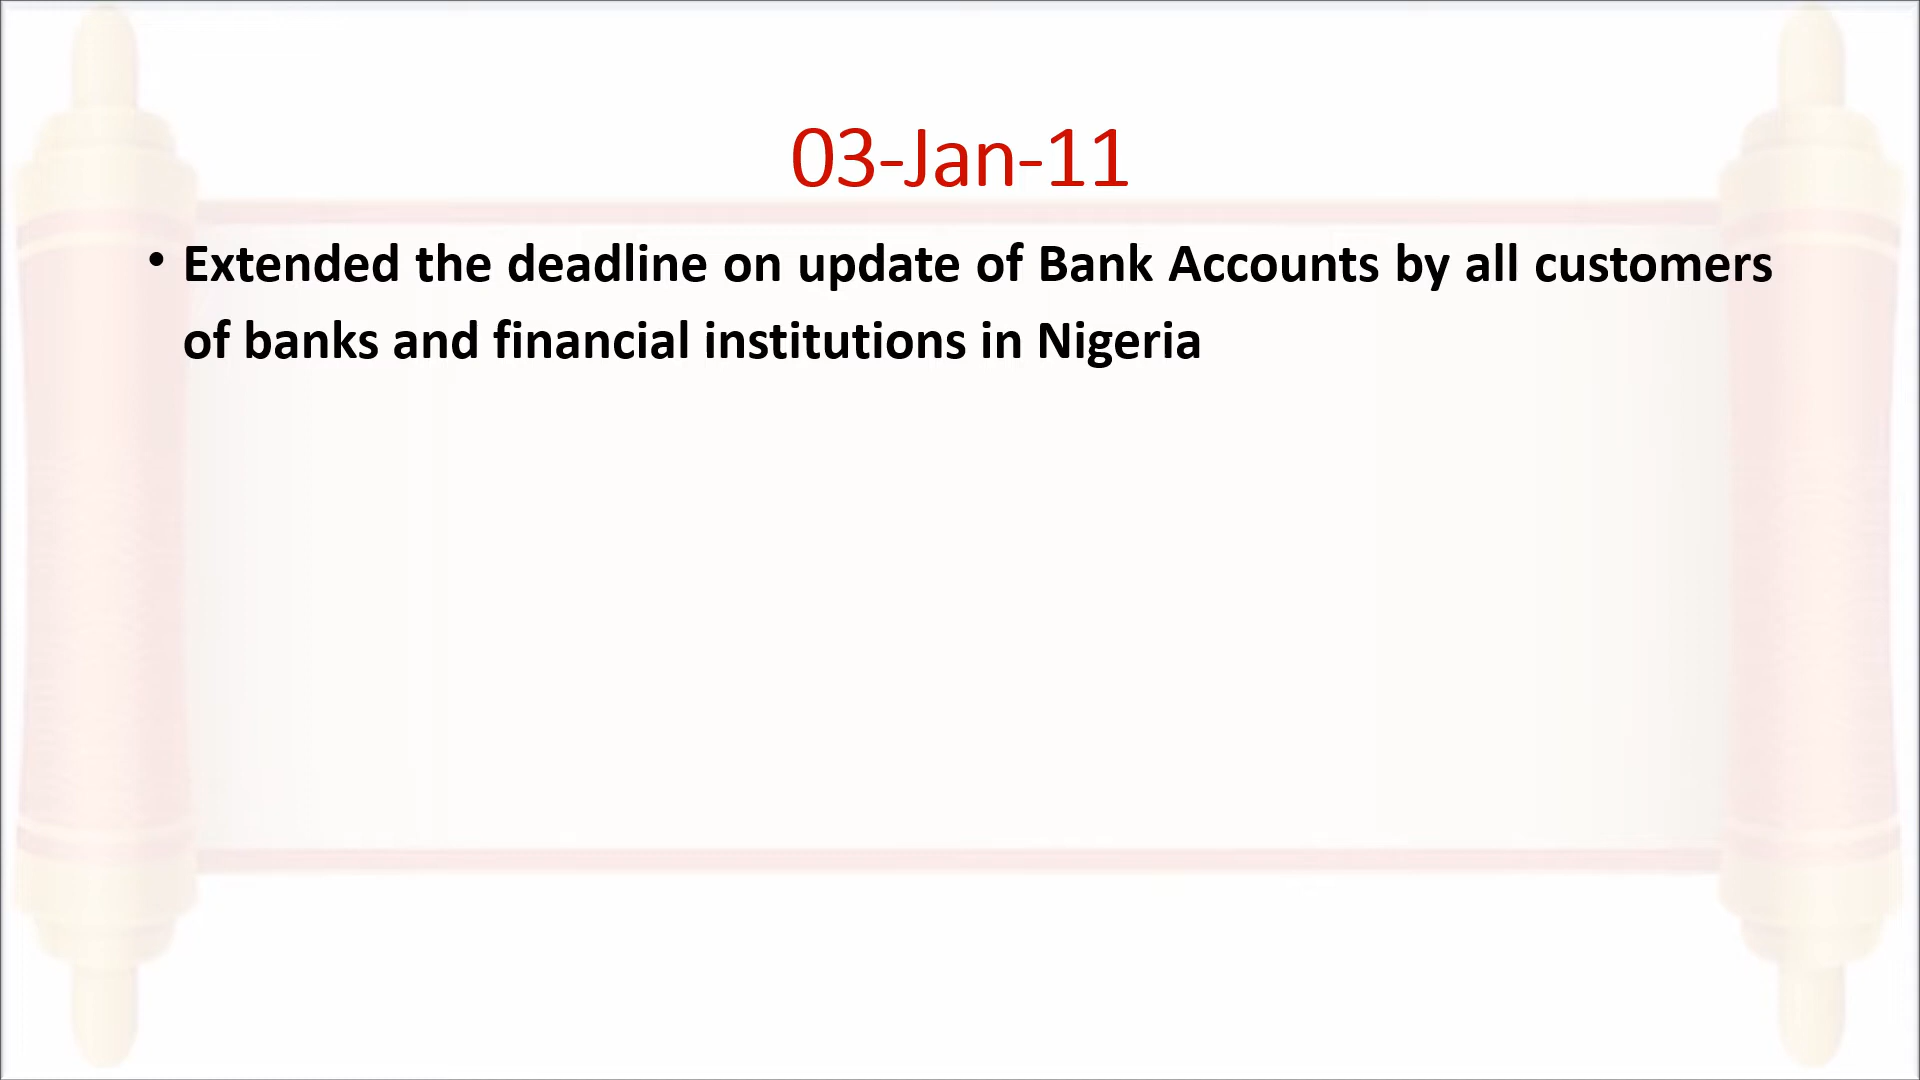 03-Jan-11
• Extended the deadline on update of Bank Accounts by all customers
of banks and financial institutions in Nigeria